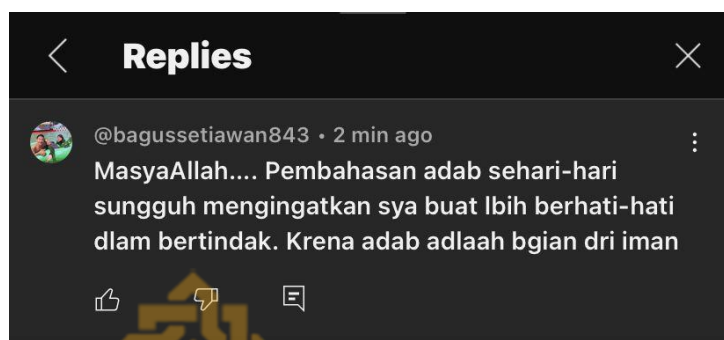 Replies
@bagussetiawan843 • 2 min ago
MasyaAllah.... Pembahasan adab sehari-hari
sungguh mengingatkan sya buat lbih berhati-hati
dlam bertindak. Krena adab adlaah bgian dri iman